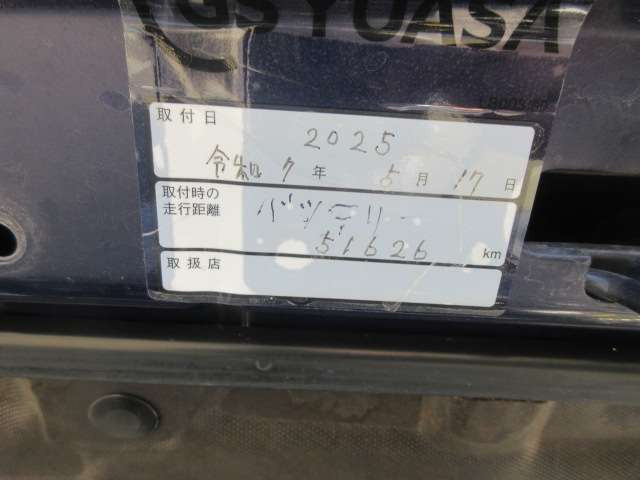 GS YUASA
取付日
2025
令和 7 年 5 月 17 日
取付時の
走行距離
バッテリー
51626 km
取扱店